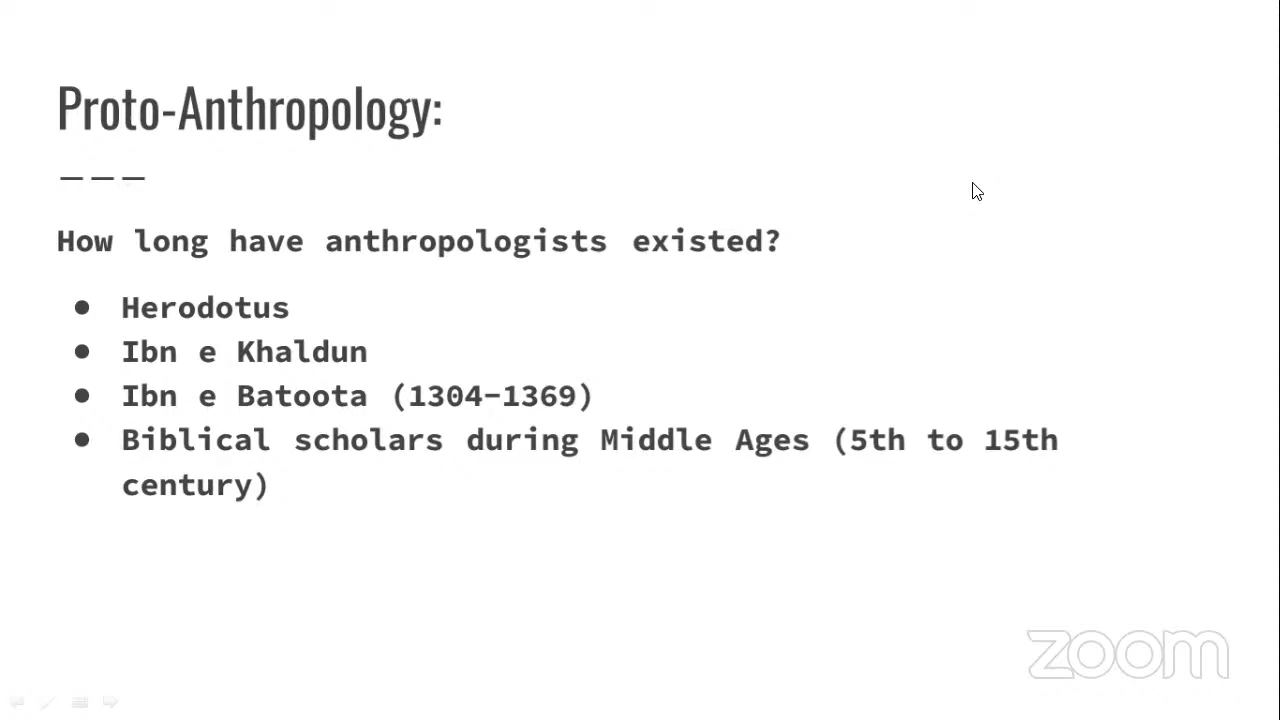 Proto-Anthropology:
———
How long have anthropologists existed?
● Herodotus
● Ibn e Khaldun
● Ibn e Batoota (1304-1369)
● Biblical scholars during Middle Ages (5th to 15th
century)
zoom